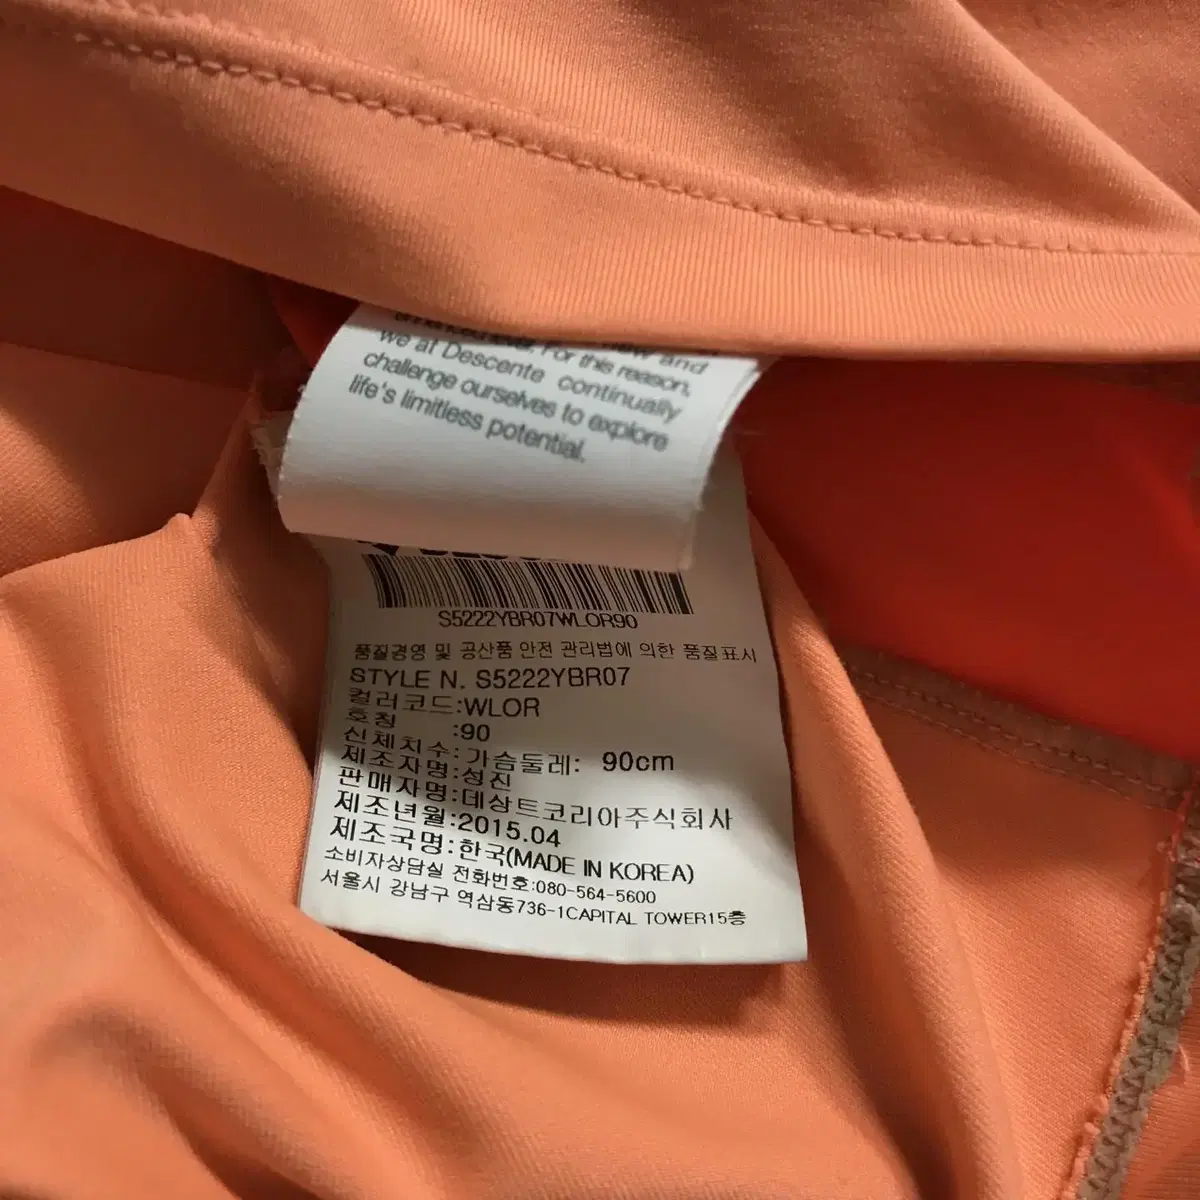 new and
For this reason,
we at Descente continually
challenge ourselves to explore
life's limitless potential.
S5222YBR07WLOR90
품질경영 및 공산품 안전 관리법에 의한 품질표시
STYLE N. S5222YBR07
컬러코드:WLOR
호칭 :90
신체치수:가슴둘레: 90cm
제조자명:성진
판매자명:데상트코리아주식회사
제조년월:2015.04
제조국명:한국(MADE IN KOREA)
소비자상담실 전화번호:080-564-5600
서울시 강남구 역삼동736-1CAPITAL TOWER15층